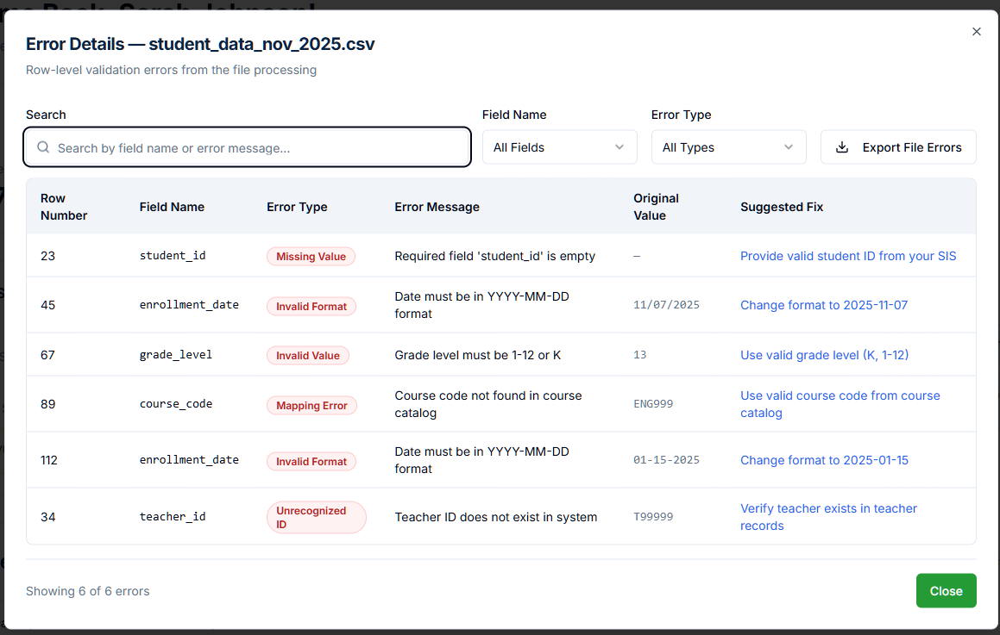 Error Details — student_data_nov_2025.csv
Row-level validation errors from the file processing
Search
Field Name
Error Type
Search by field name or error message...
All Fields
All Types
Export File Errors
Row Number
Field Name
Error Type
Error Message
Original Value
Suggested Fix
23
student_id
Missing Value
Required field 'student_id' is empty
—
Provide valid student ID from your SIS
45
enrollment_date
Invalid Format
Date must be in YYYY-MM-DD
format
11/07/2025
Change format to 2025-11-07
67
grade_level
Invalid Value
Grade level must be 1-12 or K
13
Use valid grade level (K, 1-12)
89
course_code
Mapping Error
Course code not found in course
catalog
ENG999
Use valid course code from course
catalog
112
enrollment_date
Invalid Format
Date must be in YYYY-MM-DD
format
01-15-2025
Change format to 2025-01-15
34
teacher_id
Unrecognized
ID
Teacher ID does not exist in system
T99999
Verify teacher exists in teacher
records
Showing 6 of 6 errors
Close